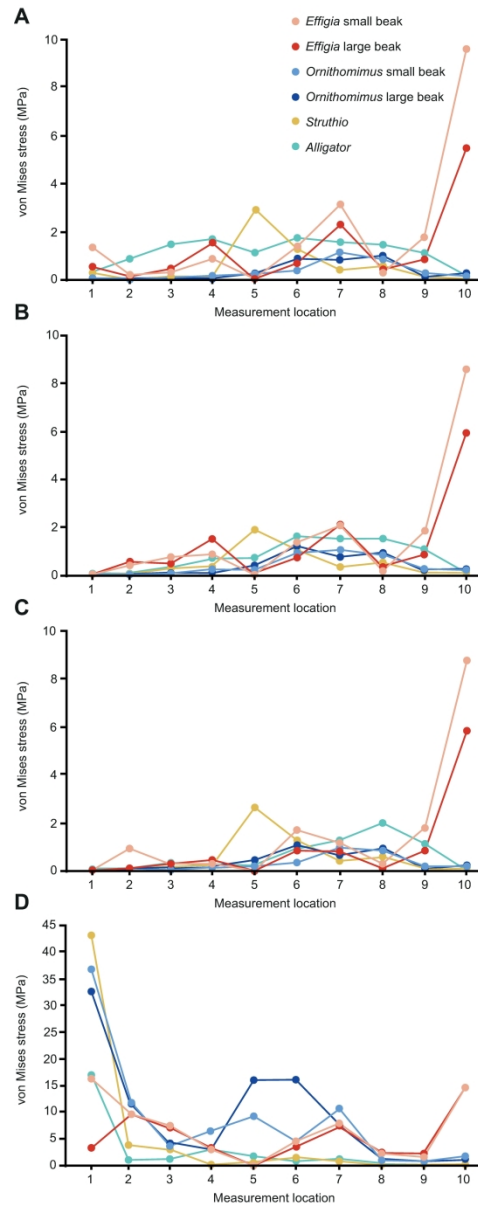 A
Effigia small beak
Effigia large beak
Ornithomimus small beak
Ornithomimus large beak
Struthio
Alligator
von Mises stress (MPa)
10
8
6
4
2
0
1 2 3 4 5 6 7 8 9 10
Measurement location
B
von Mises stress (MPa)
10
8
6
4
2
0
1 2 3 4 5 6 7 8 9 10
Measurement location
C
von Mises stress (MPa)
10
8
6
4
2
0
1 2 3 4 5 6 7 8 9 10
Measurement location
D
von Mises stress (MPa)
45
40
35
30
25
20
15
10
5
0
1 2 3 4 5 6 7 8 9 10
Measurement location